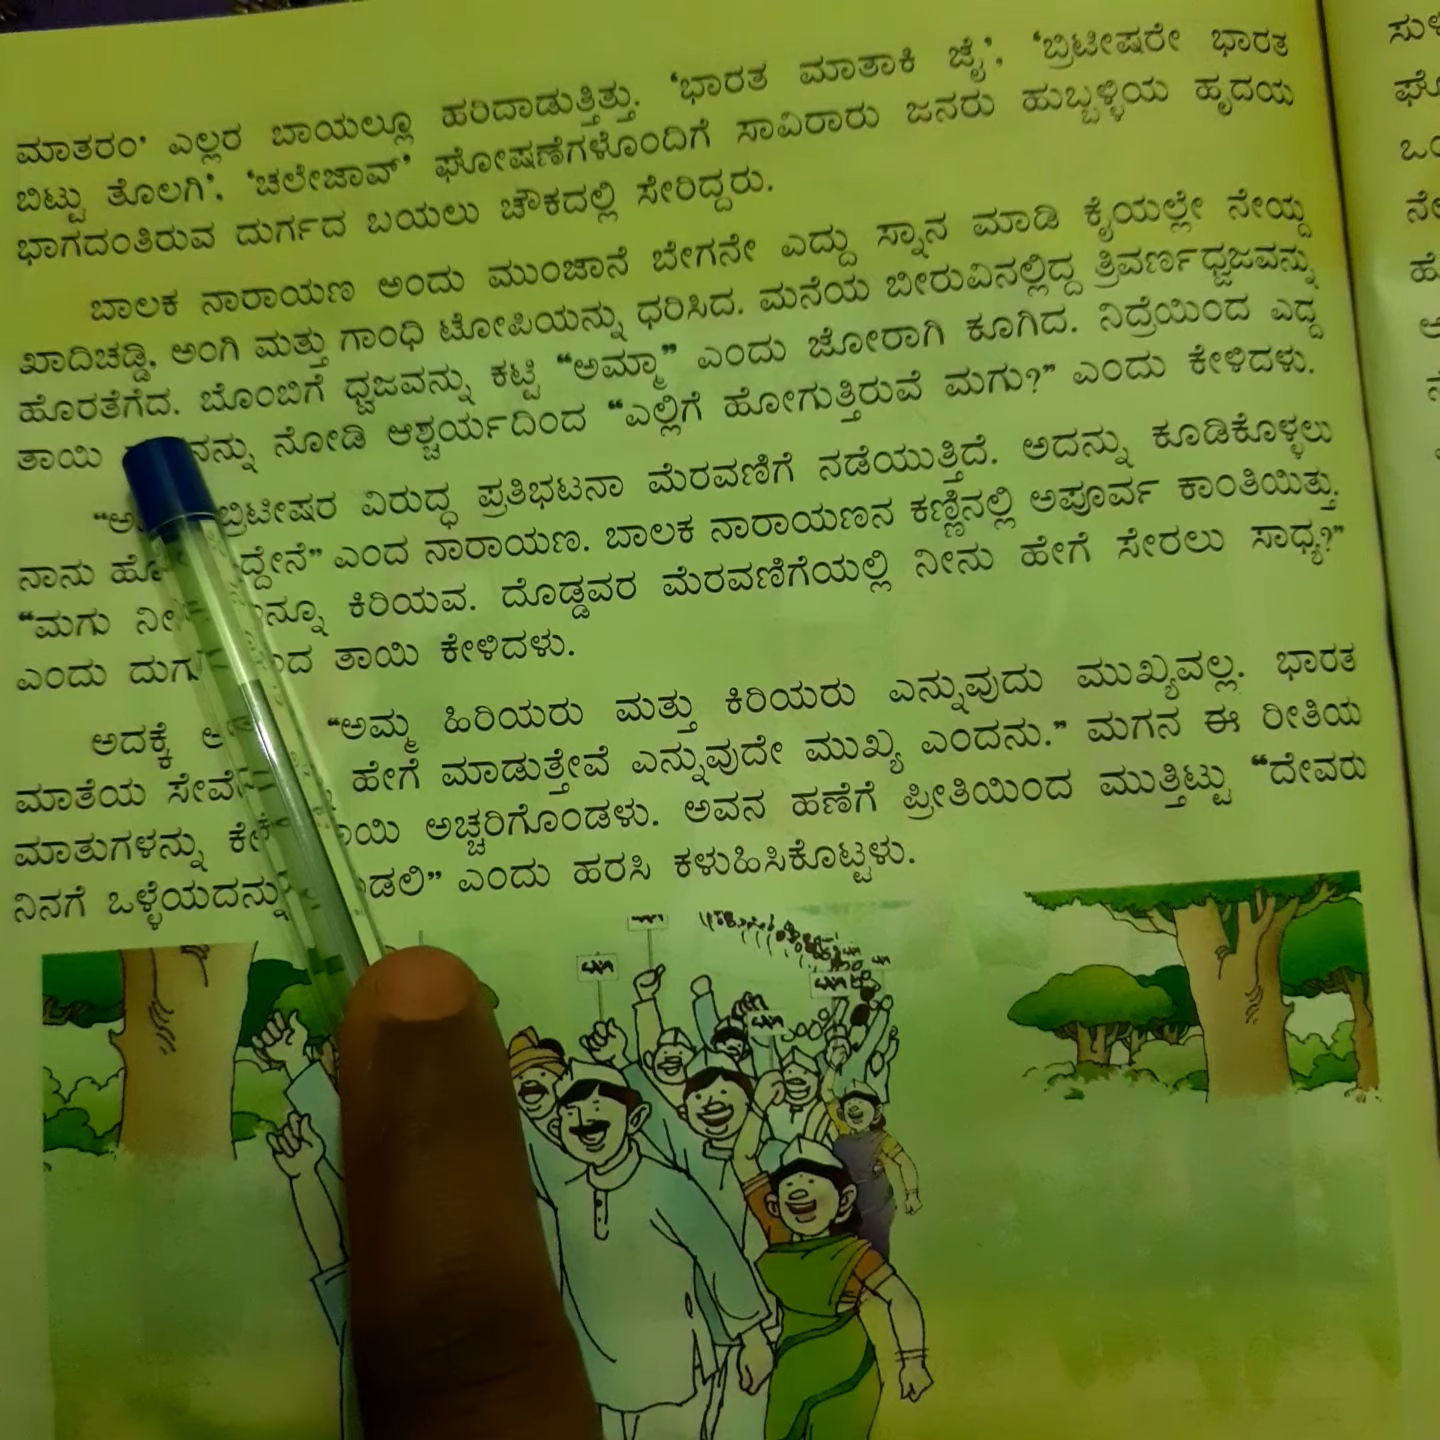 ಮಾತರಂ' ಎಲ್ಲರ ಬಾಯಲ್ಲೂ ಹರಿದಾಡುತ್ತಿತ್ತು. 'ಭಾರತ ಮಾತಾಕಿ ಜೈ', 'ಬ್ರಿಟೀಷರೇ ಭಾರತ
ಬಿಟ್ಟು ತೊಲಗಿ', 'ಚಲೇಜಾವ್' ಘೋಷಣೆಗಳೊಂದಿಗೆ ಸಾವಿರಾರು ಜನರು ಹುಬ್ಬಳ್ಳಿಯ ಹೃದಯ
ಭಾಗದಂತಿರುವ ದುರ್ಗದ ಬಯಲು ಚೌಕದಲ್ಲಿ ಸೇರಿದ್ದರು.
ಬಾಲಕ ನಾರಾಯಣ ಅಂದು ಮುಂಜಾನೆ ಬೇಗನೇ ಎದ್ದು ಸ್ನಾನ ಮಾಡಿ ಕೈಯಲ್ಲೇ ನೇಯ್ದ
ಖಾದಿಚಡ್ಡಿ, ಅಂಗಿ ಮತ್ತು ಗಾಂಧಿ ಟೋಪಿಯನ್ನು ಧರಿಸಿದ. ಮನೆಯ ಬೀರುವಿನಲ್ಲಿದ್ದ ತ್ರಿವರ್ಣಧ್ವಜವನ್ನು
ಹೊರತೆಗೆದ. ಬೊಂಬಿಗೆ ಧ್ವಜವನ್ನು ಕಟ್ಟಿ "ಅಮ್ಮಾ" ಎಂದು ಜೋರಾಗಿ ಕೂಗಿದ. ನಿದ್ರೆಯಿಂದ ಎದ್ದ
ತಾಯಿ ನೋಡಿ ಆಶ್ಚರ್ಯದಿಂದ "ಎಲ್ಲಿಗೆ ಹೋಗುತ್ತಿರುವೆ ಮಗು?" ಎಂದು ಕೇಳಿದಳು.
ಬ್ರಿಟೀಷರ ವಿರುದ್ಧ ಪ್ರತಿಭಟನಾ ಮೆರವಣಿಗೆ ನಡೆಯುತ್ತಿದೆ. ಅದನ್ನು ಕೂಡಿಕೊಳ್ಳಲು
ನಾನು ಎಂದ ನಾರಾಯಣ. ಬಾಲಕ ನಾರಾಯಣನ ಕಣ್ಣಿನಲ್ಲಿ ಅಪೂರ್ವ ಕಾಂತಿಯಿತ್ತು.
"ಮಗು ಕಿರಿಯವ. ದೊಡ್ಡವರ ಮೆರವಣಿಗೆಯಲ್ಲಿ ನೀನು ಹೇಗೆ ಸೇರಲು ಸಾಧ್ಯ?"
ಎಂದು ತಾಯಿ ಕೇಳಿದಳು.
ಅದಕ್ಕೆ "ಅಮ್ಮ ಹಿರಿಯರು ಮತ್ತು ಕಿರಿಯರು ಎನ್ನುವುದು ಮುಖ್ಯವಲ್ಲ. ಭಾರತ
ಮಾತೆಯ ಹೇಗೆ ಮಾಡುತ್ತೇವೆ ಎನ್ನುವುದೇ ಮುಖ್ಯ ಎಂದನು." ಮಗನ ಈ ರೀತಿಯ
ಮಾತುಗಳನ್ನು ಅಚ್ಚರಿಗೊಂಡಳು. ಅವನ ಹಣೆಗೆ ಪ್ರೀತಿಯಿಂದ ಮುತ್ತಿಟ್ಟು "ದೇವರು
ನಿನಗೆ ಒಳ್ಳೆಯದನ್ನು ಎಂದು ಹರಸಿ ಕಳುಹಿಸಿಕೊಟ್ಟಳು.